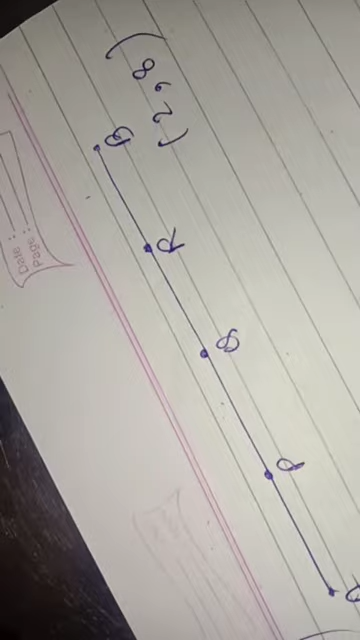 P
Q
R
B
(2,8)
Page :
Date :